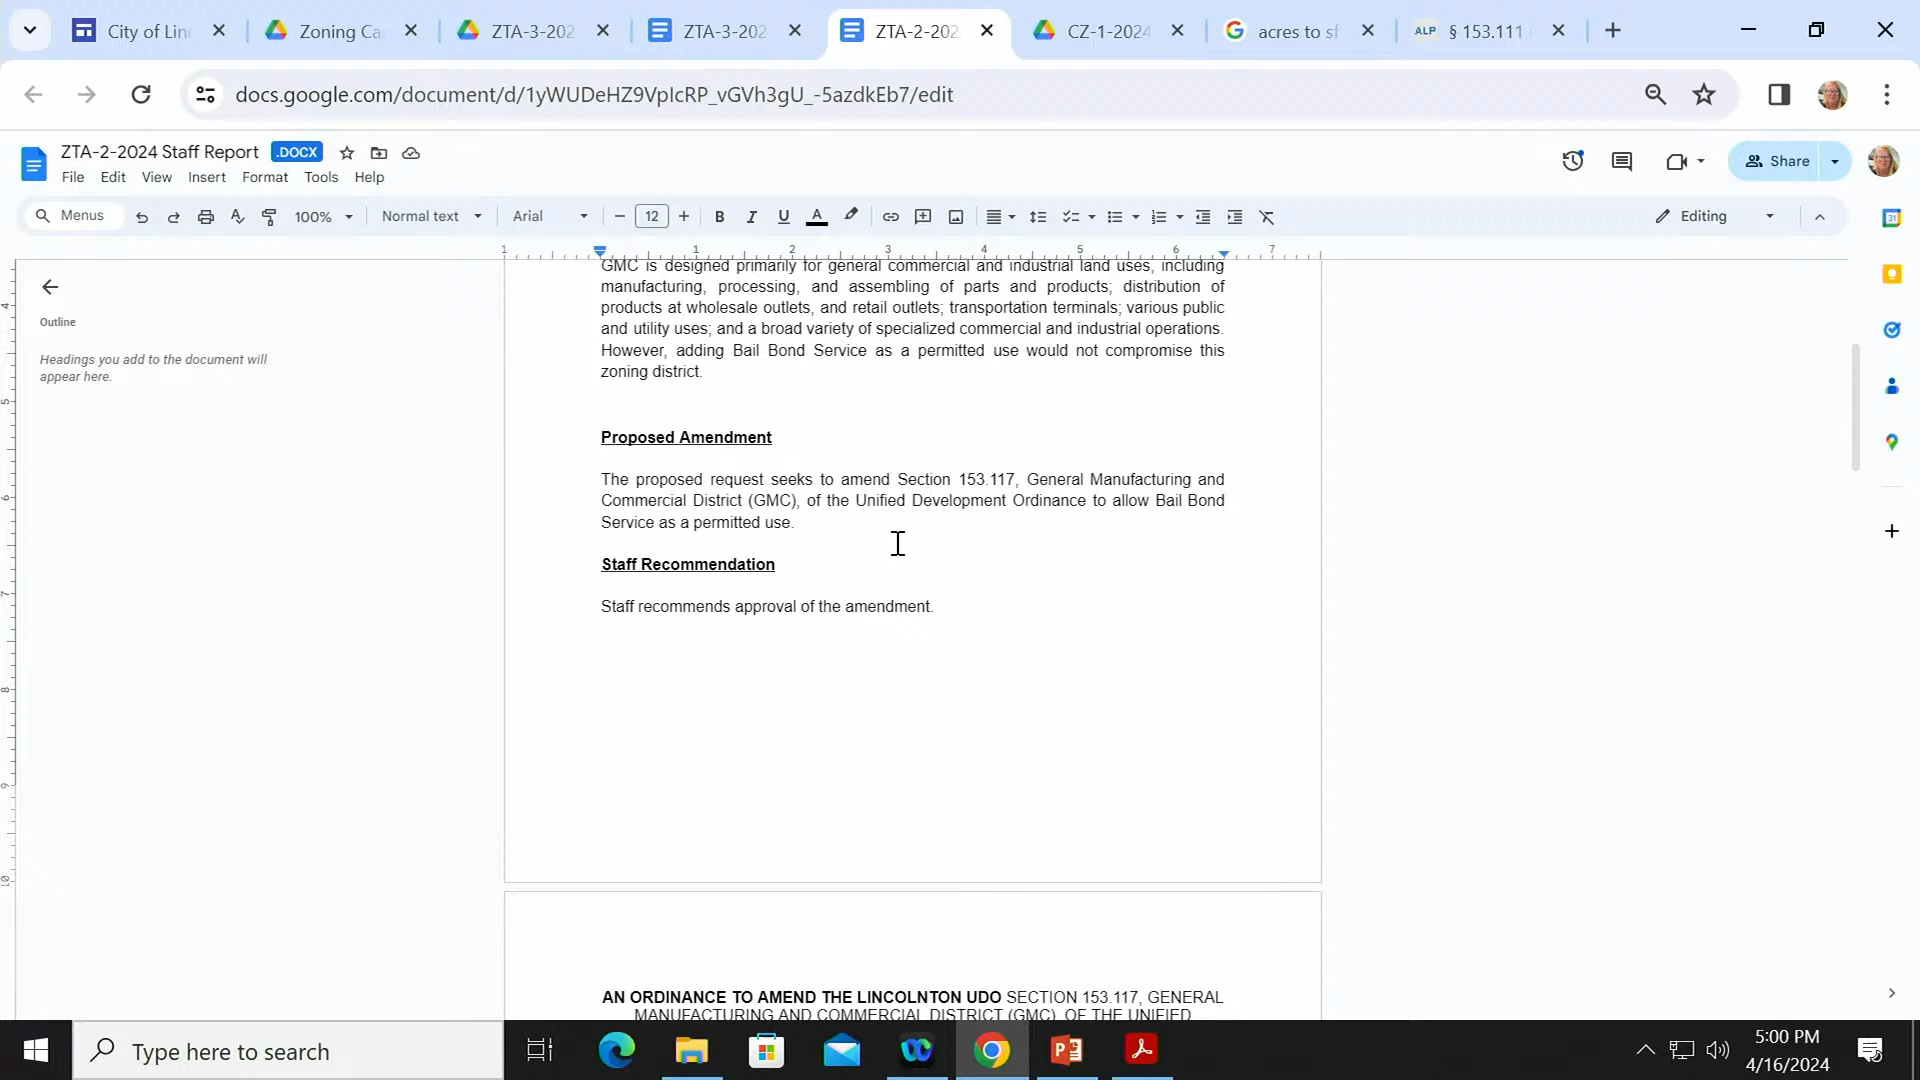 City of Lin
Zoning Ca
ZTA-3-202
ZTA-3-202
ZTA-2-202
CZ-1-2024
acres to sf
ALP § 153.111
docs.google.com/document/d/1yWUDeHZ9VpIcRP_vGVh3gU_-5azdkEb7/edit
ZTA-2-2024 Staff Report .DOCX
Share
File Edit View Insert Format Tools Help
Menus 100% Normal text Arial 12 Editing
1 1 2 3 4 5 6 7
Outline
Headings you add to the document will
appear here.
GMC is designed primarily for general commercial and industrial land uses, including
manufacturing, processing, and assembling of parts and products; distribution of
products at wholesale outlets, and retail outlets; transportation terminals; various public
and utility uses; and a broad variety of specialized commercial and industrial operations.
However, adding Bail Bond Service as a permitted use would not compromise this
zoning district.
Proposed Amendment
The proposed request seeks to amend Section 153.117, General Manufacturing and
Commercial District (GMC), of the Unified Development Ordinance to allow Bail Bond
Service as a permitted use.
Staff Recommendation
Staff recommends approval of the amendment.
AN ORDINANCE TO AMEND THE LINCOLNTON UDO SECTION 153.117, GENERAL
MANUFACTURING AND COMMERCIAL DISTRICT (GMC), OF THE UNIFIED
Type here to search
5:00 PM
4/16/2024